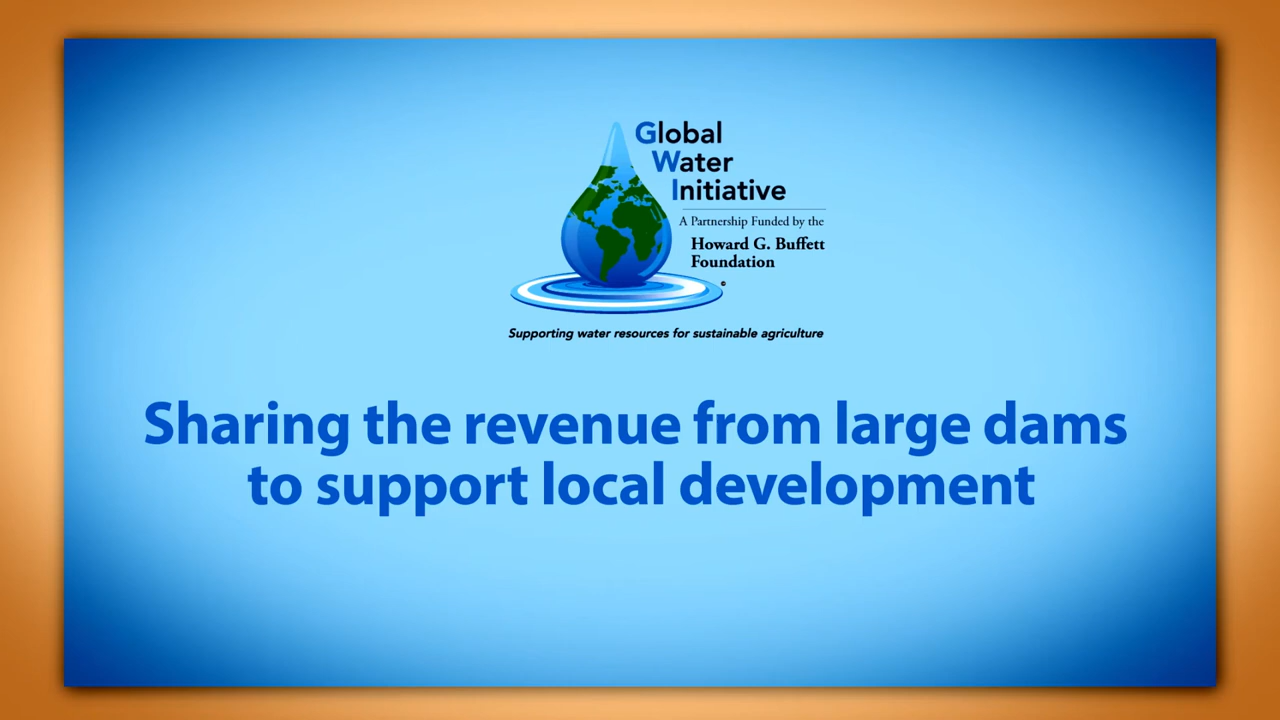 Global
Water
Initiative
A Partnership Funded by the
Howard G. Buffett
Foundation
©
Supporting water resources for sustainable agriculture
Sharing the revenue from large dams
to support local development